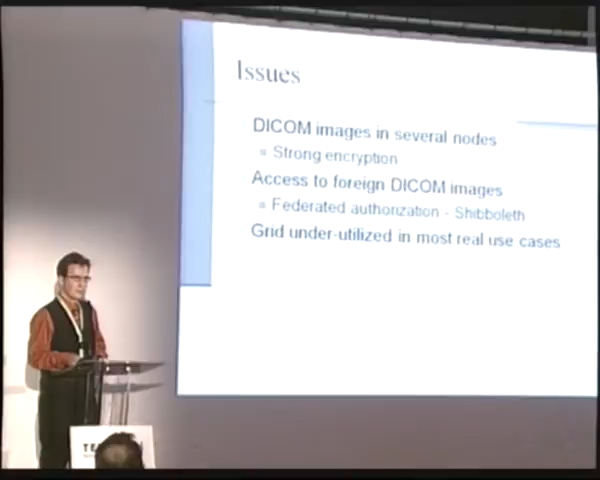 Issues
DICOM images in several nodes
Strong encryption
Access to foreign DICOM images
Federated authorization - Shibboleth
Grid under-utilized in most real use cases